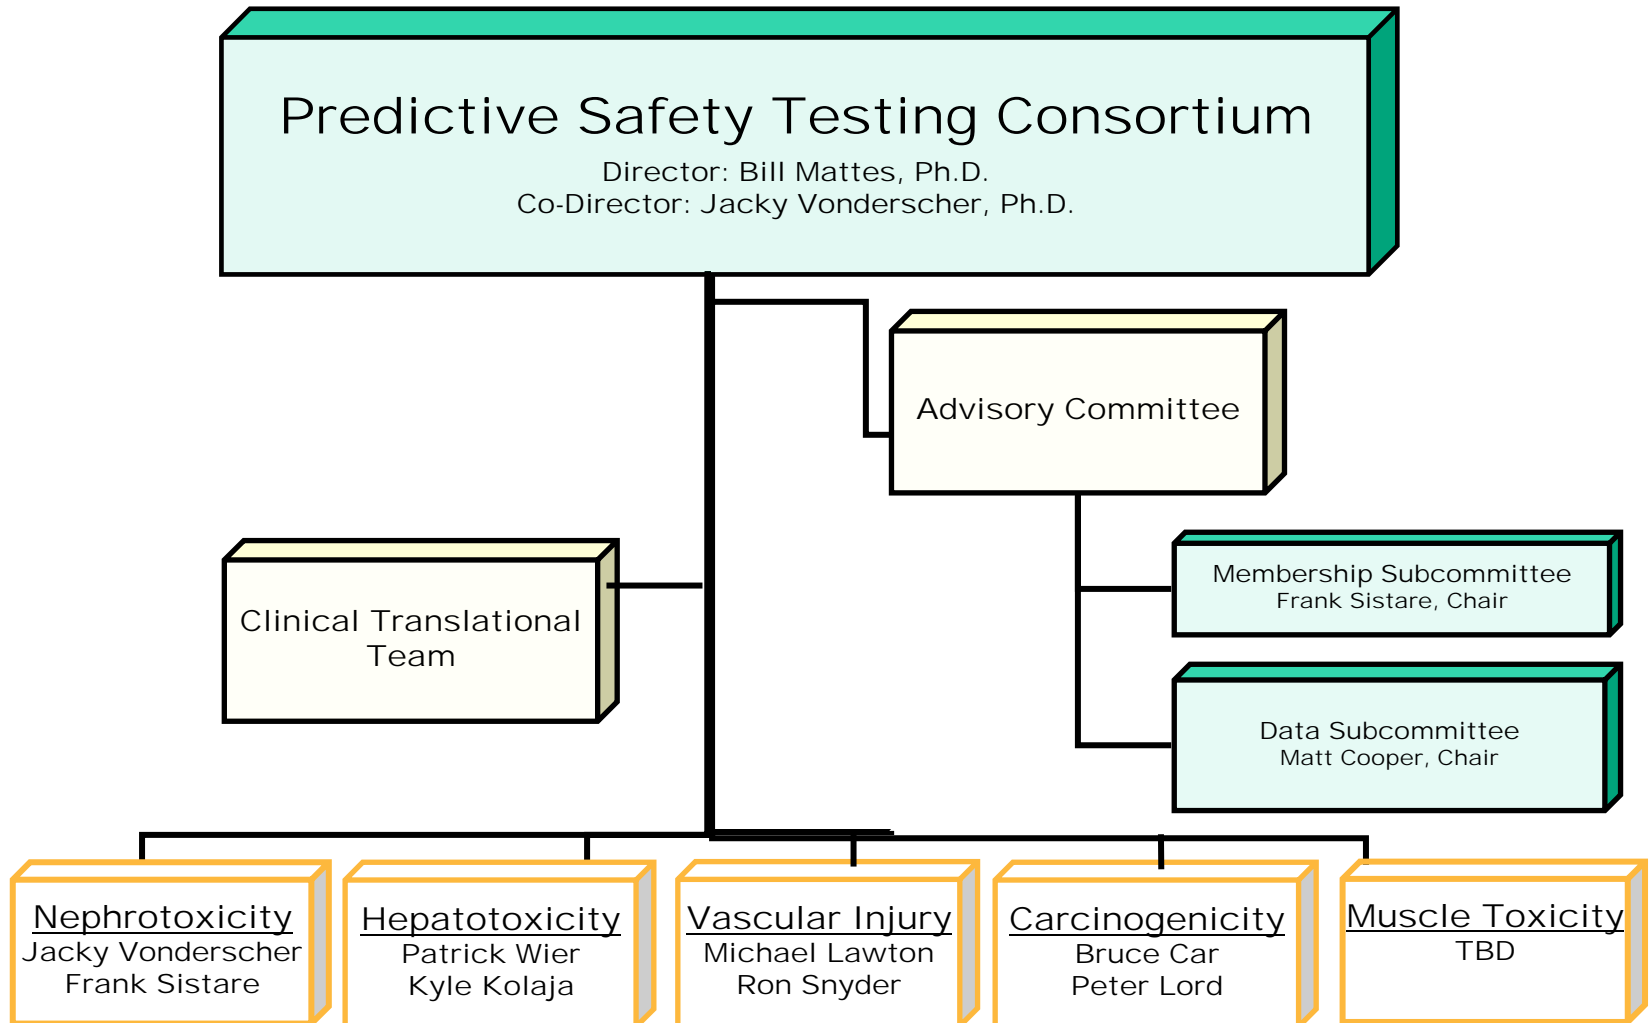 Predictive Safety Testing Consortium
Director: Bill Mattes, Ph.D.
Co-Director: Jacky Vonderscher, Ph.D.
Advisory Committee
Membership Subcommittee
Frank Sistare, Chair
Clinical Translational
Team
Data Subcommittee
Matt Cooper, Chair
Nephrotoxicity
Jacky Vonderscher
Frank Sistare
Hepatotoxicity
Patrick Wier
Kyle Kolaja
Vascular Injury
Michael Lawton
Ron Snyder
Carcinogenicity
Bruce Car
Peter Lord
Muscle Toxicity
TBD